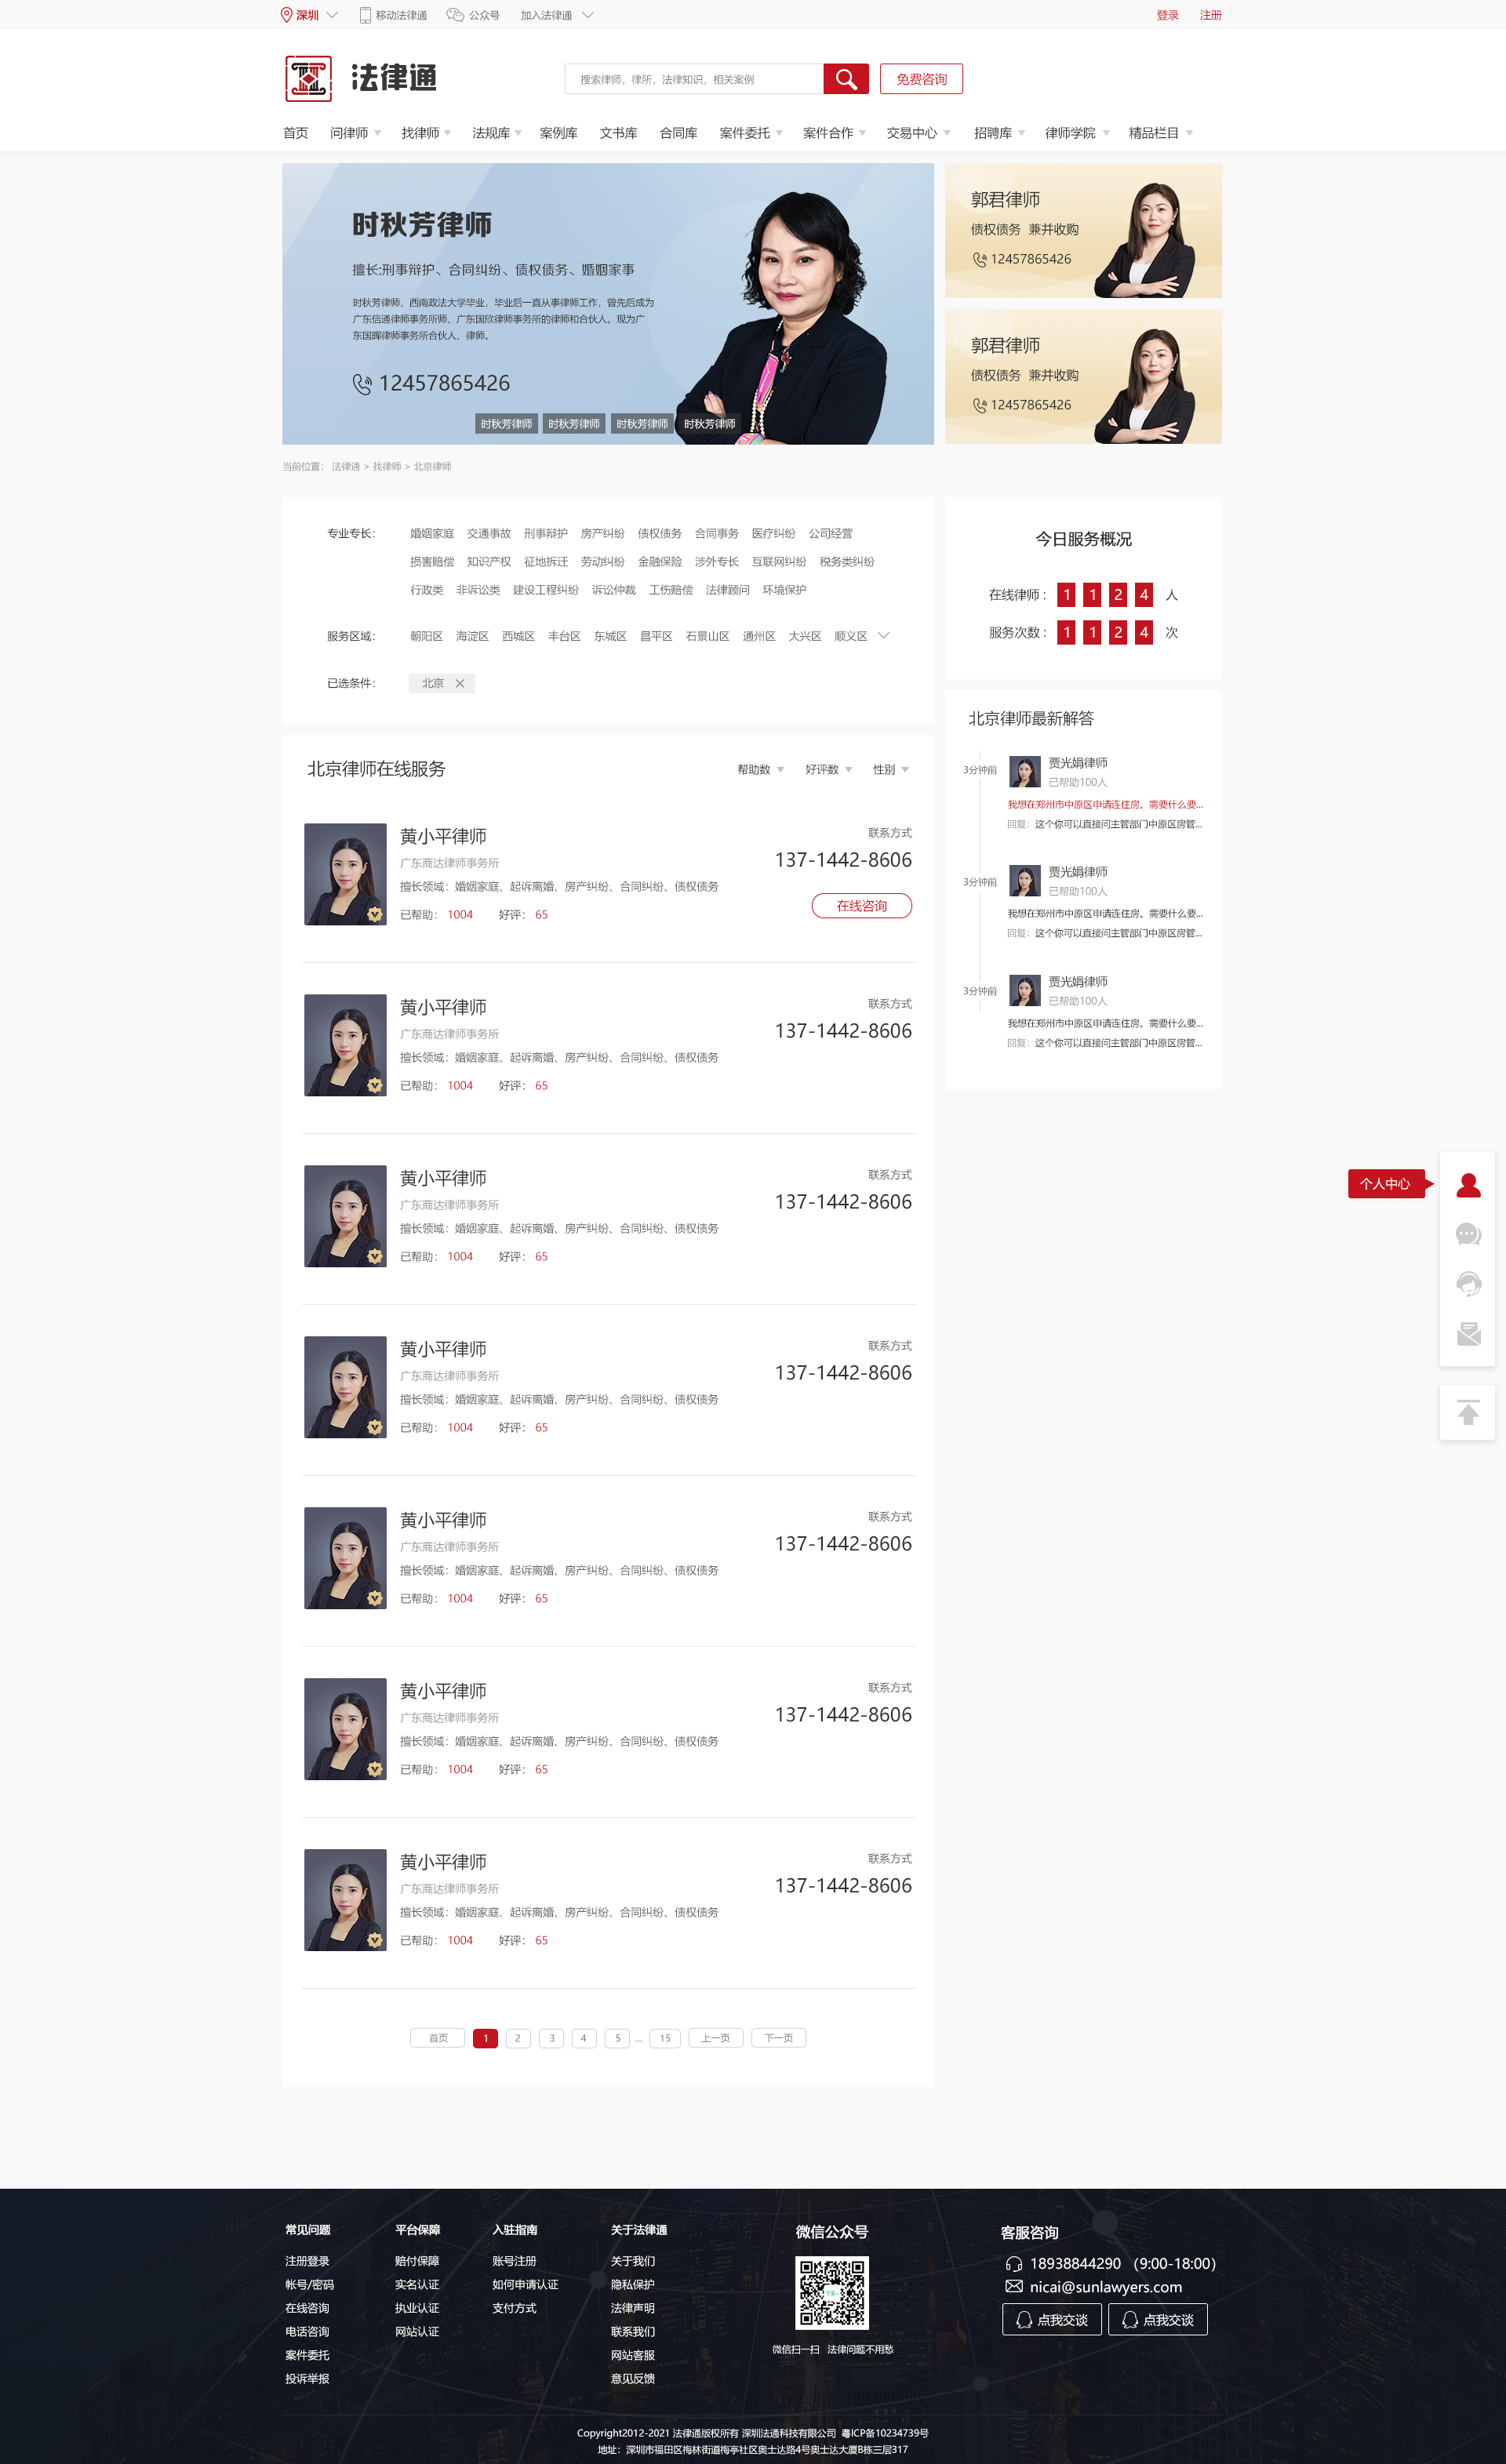 深圳 移动法律通 公众号 加入法律通 登录 注册
法律通 搜索律师，律所，法律知识，相关案例 免费咨询
首页 问律师 找律师 法规库 案例库 文书库 合同库 案件委托 案件合作 交易中心 招聘库 律师学院 精品栏目
时秋芳律师
擅长:刑事辩护、合同纠纷、债权债务、婚姻家事
时秋芳律师，西南政法大学毕业，毕业后一直从事律师工作，曾先后成为
广东信通律师事务所师、广东国欣律师事务所的律师和合伙人。现为广
东国晖律师事务所合伙人、律师。
12457865426
时秋芳律师 时秋芳律师 时秋芳律师 时秋芳律师
郭君律师
债权债务 兼并收购
12457865426
郭君律师
债权债务 兼并收购
12457865426
当前位置： 法律通 > 找律师 > 北京律师
专业专长： 婚姻家庭 交通事故 刑事辩护 房产纠纷 债权债务 合同事务 医疗纠纷 公司经营
损害赔偿 知识产权 征地拆迁 劳动纠纷 金融保险 涉外专长 互联网纠纷 税务类纠纷
行政类 非诉讼类 建设工程纠纷 诉讼仲裁 工伤赔偿 法律顾问 环境保护
服务区域： 朝阳区 海淀区 西城区 丰台区 东城区 昌平区 石景山区 通州区 大兴区 顺义区
已选条件： 北京
今日服务概况
在线律师： 1 1 2 4 人
服务次数： 1 1 2 4 次
北京律师在线服务 帮助数 好评数 性别
黄小平律师 联系方式
广东商达律师事务所 137-1442-8606
擅长领域：婚姻家庭、起诉离婚、房产纠纷、合同纠纷、债权债务
已帮助： 1004 好评： 65 在线咨询
黄小平律师 联系方式
广东商达律师事务所 137-1442-8606
擅长领域：婚姻家庭、起诉离婚、房产纠纷、合同纠纷、债权债务
已帮助： 1004 好评： 65
黄小平律师 联系方式
广东商达律师事务所 137-1442-8606
擅长领域：婚姻家庭、起诉离婚、房产纠纷、合同纠纷、债权债务
已帮助： 1004 好评： 65
黄小平律师 联系方式
广东商达律师事务所 137-1442-8606
擅长领域：婚姻家庭、起诉离婚、房产纠纷、合同纠纷、债权债务
已帮助： 1004 好评： 65
黄小平律师 联系方式
广东商达律师事务所 137-1442-8606
擅长领域：婚姻家庭、起诉离婚、房产纠纷、合同纠纷、债权债务
已帮助： 1004 好评： 65
黄小平律师 联系方式
广东商达律师事务所 137-1442-8606
擅长领域：婚姻家庭、起诉离婚、房产纠纷、合同纠纷、债权债务
已帮助： 1004 好评： 65
黄小平律师 联系方式
广东商达律师事务所 137-1442-8606
擅长领域：婚姻家庭、起诉离婚、房产纠纷、合同纠纷、债权债务
已帮助： 1004 好评： 65
首页 1 2 3 4 5 ... 15 上一页 下一页
北京律师最新解答
3分钟前 贾光娟律师
已帮助100人
我想在郑州市中原区申请连住房。需要什么要...
回复：这个你可以直接问主管部门中原区房管...
3分钟前 贾光娟律师
已帮助100人
我想在郑州市中原区申请连住房。需要什么要...
回复：这个你可以直接问主管部门中原区房管...
3分钟前 贾光娟律师
已帮助100人
我想在郑州市中原区申请连住房。需要什么要...
回复：这个你可以直接问主管部门中原区房管...
个人中心
常见问题 平台保障 入驻指南 关于法律通
注册登录 赔付保障 账号注册 关于我们
帐号/密码 实名认证 如何申请认证 隐私保护
在线咨询 执业认证 支付方式 法律声明
电话咨询 网站认证 联系我们
案件委托 网站客服
投诉举报 意见反馈
微信公众号
微信扫一扫 法律问题不用愁
客服咨询
18938844290 （9:00-18:00）
nicai@sunlawyers.com
点我交谈 点我交谈
Copyright2012-2021 法律通版权所有 深圳法通科技有限公司 粤ICP备10234739号
地址：深圳市福田区梅林街道梅亭社区奥士达路4号奥士达大厦B栋三层317